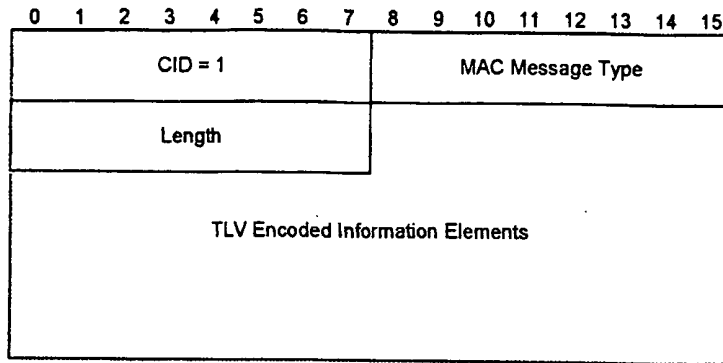 0 1 2 3 4 5 6 7 8 9 10 11 12 13 14 15
CID = 1 MAC Message Type
Length
TLV Encoded Information Elements